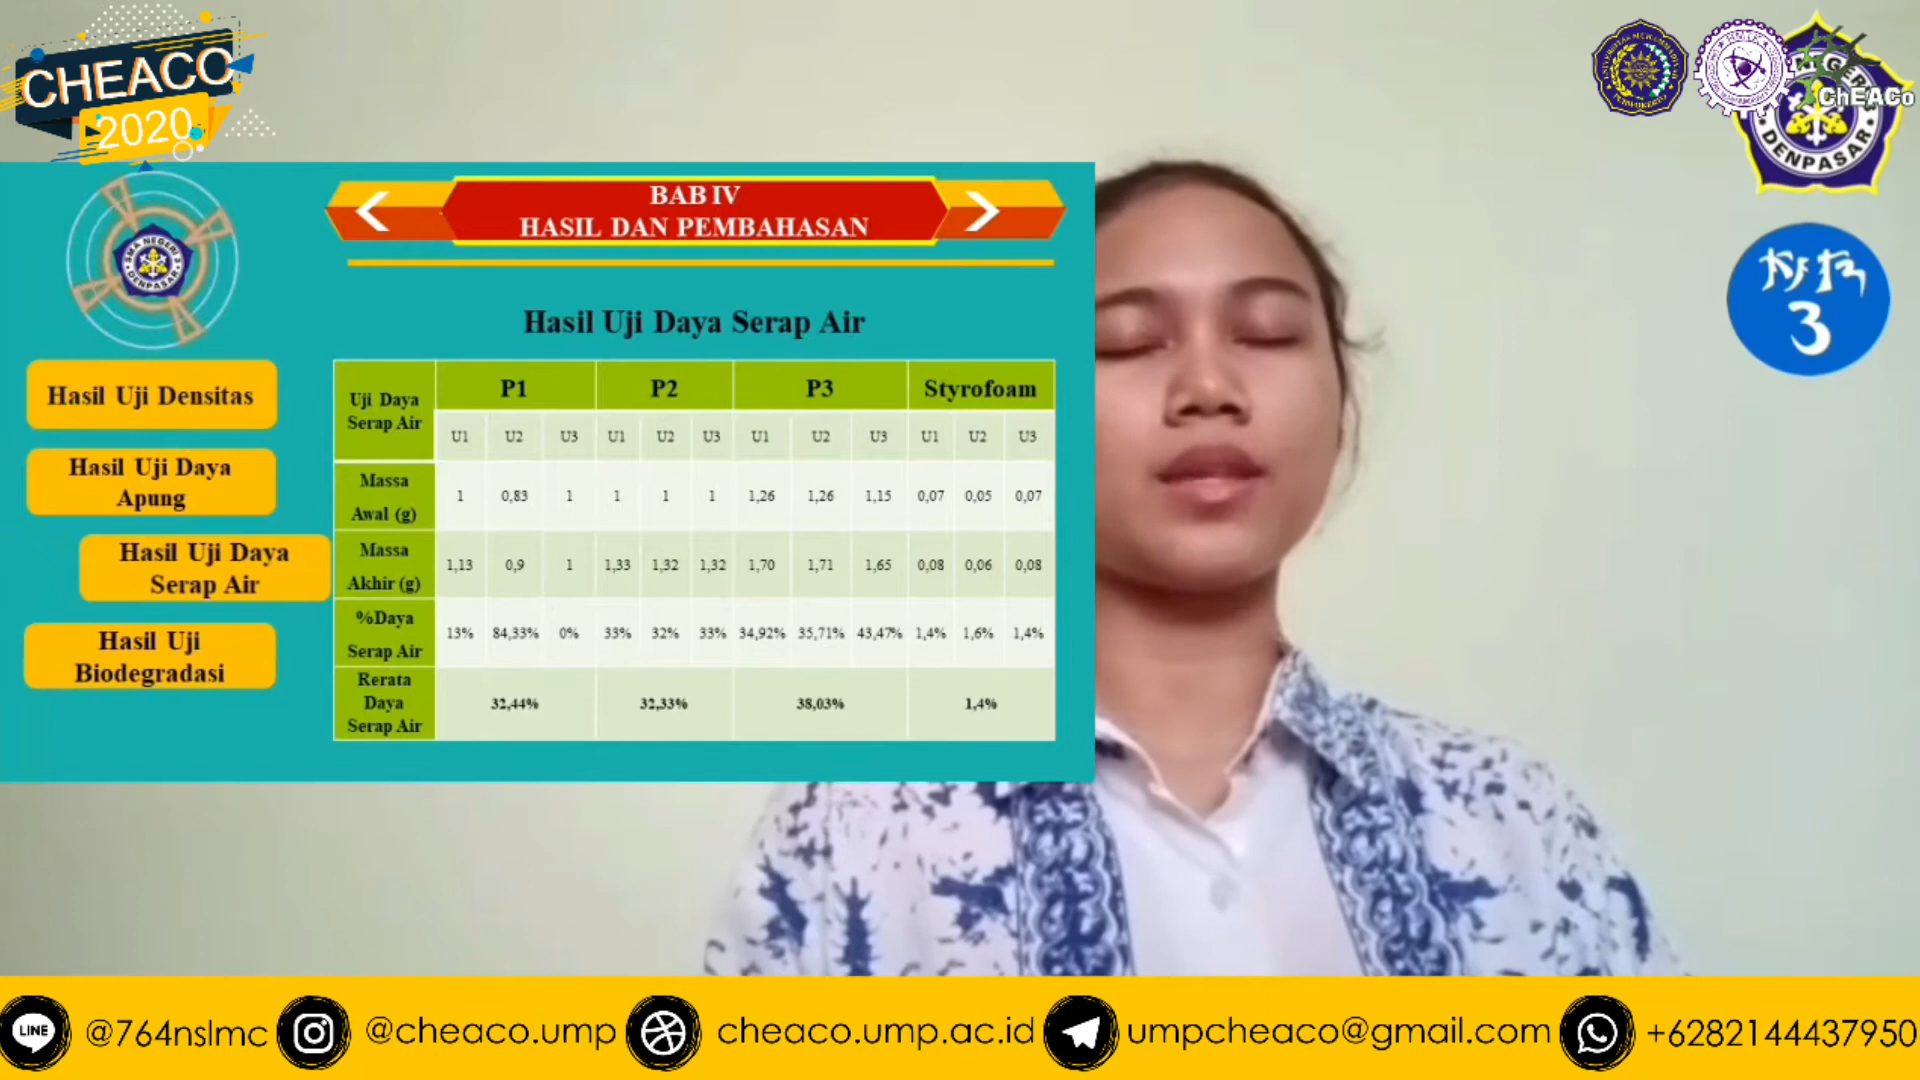 CHEACO
2020
ChEACo
DENPASAR
3
BAB IV
HASIL DAN PEMBAHASAN
SMA NEGERI 3
DENPASAR
Hasil Uji Densitas
Hasil Uji Daya
Apung
Hasil Uji Daya
Serap Air
Hasil Uji
Biodegradasi
Hasil Uji Daya Serap Air
Uji Daya
Serap Air
P1 P2 P3 Styrofoam
U1 U2 U3 U1 U2 U3 U1 U2 U3 U1 U2 U3
Massa
Awal (g)
1 0,83 1 1 1 1 1,26 1,26 1,15 0,07 0,05 0,07
Massa
Akhir (g)
1,13 0,9 1 1,33 1,32 1,32 1,70 1,71 1,65 0,08 0,06 0,08
%Daya
Serap Air
13% 84,33% 0% 33% 32% 33% 34,92% 35,71% 43,47% 1,4% 1,6% 1,4%
Rerata
Daya
Serap Air
32,44% 32,33% 38,03% 1,4%
LINE @764nslmc @cheaco.ump cheaco.ump.ac.id umpcheaco@gmail.com +6282144437950